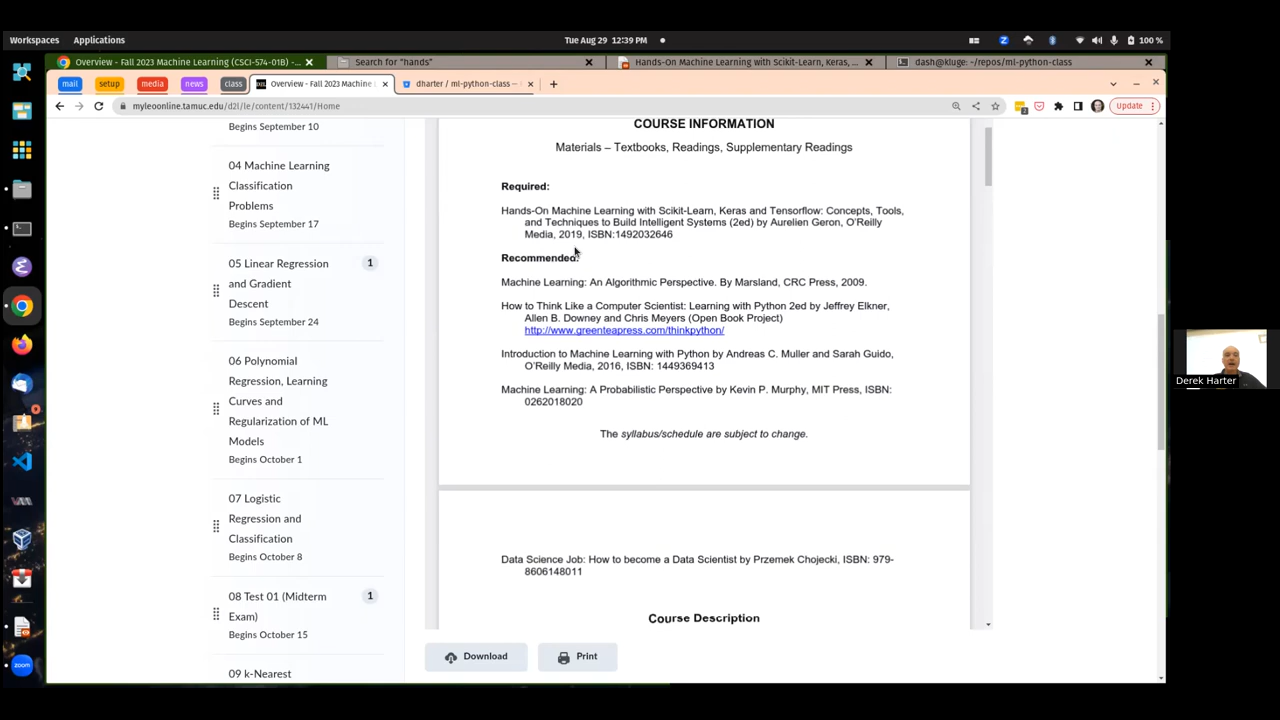 Workspaces Applications Tue Aug 29 12:39 PM 100 %
Overview - Fall 2023 Machine Learning (CSCI-574-01B) -... Search for "hands" Hands-On Machine Learning with Scikit-Learn, Keras, ... dash@kluge: ~/repos/ml-python-class
mail setup media news class Overview - Fall 2023 Machine L dharter / ml-python-class —
myleoonline.tamuc.edu/d2l/le/content/132441/Home Update
Begins September 10
04 Machine Learning
Classification
Problems
Begins September 17
05 Linear Regression 1
and Gradient
Descent
Begins September 24
06 Polynomial
Regression, Learning
Curves and
Regularization of ML
Models
Begins October 1
07 Logistic
Regression and
Classification
Begins October 8
08 Test 01 (Midterm 1
Exam)
Begins October 15
09 k-Nearest
COURSE INFORMATION
Materials – Textbooks, Readings, Supplementary Readings
Required:
Hands-On Machine Learning with Scikit-Learn, Keras and Tensorflow: Concepts, Tools,
and Techniques to Build Intelligent Systems (2ed) by Aurelien Geron, O'Reilly
Media, 2019, ISBN:1492032646
Recommended:
Machine Learning: An Algorithmic Perspective. By Marsland, CRC Press, 2009.
How to Think Like a Computer Scientist: Learning with Python 2ed by Jeffrey Elkner,
Allen B. Downey and Chris Meyers (Open Book Project)
http://www.greenteapress.com/thinkpython/
Introduction to Machine Learning with Python by Andreas C. Muller and Sarah Guido,
O'Reilly Media, 2016, ISBN: 1449369413
Machine Learning: A Probabilistic Perspective by Kevin P. Murphy, MIT Press, ISBN:
0262018020
The syllabus/schedule are subject to change.
Data Science Job: How to become a Data Scientist by Przemek Chojecki, ISBN: 979-
8606148011
Course Description
Download Print
Derek Harter
zoom